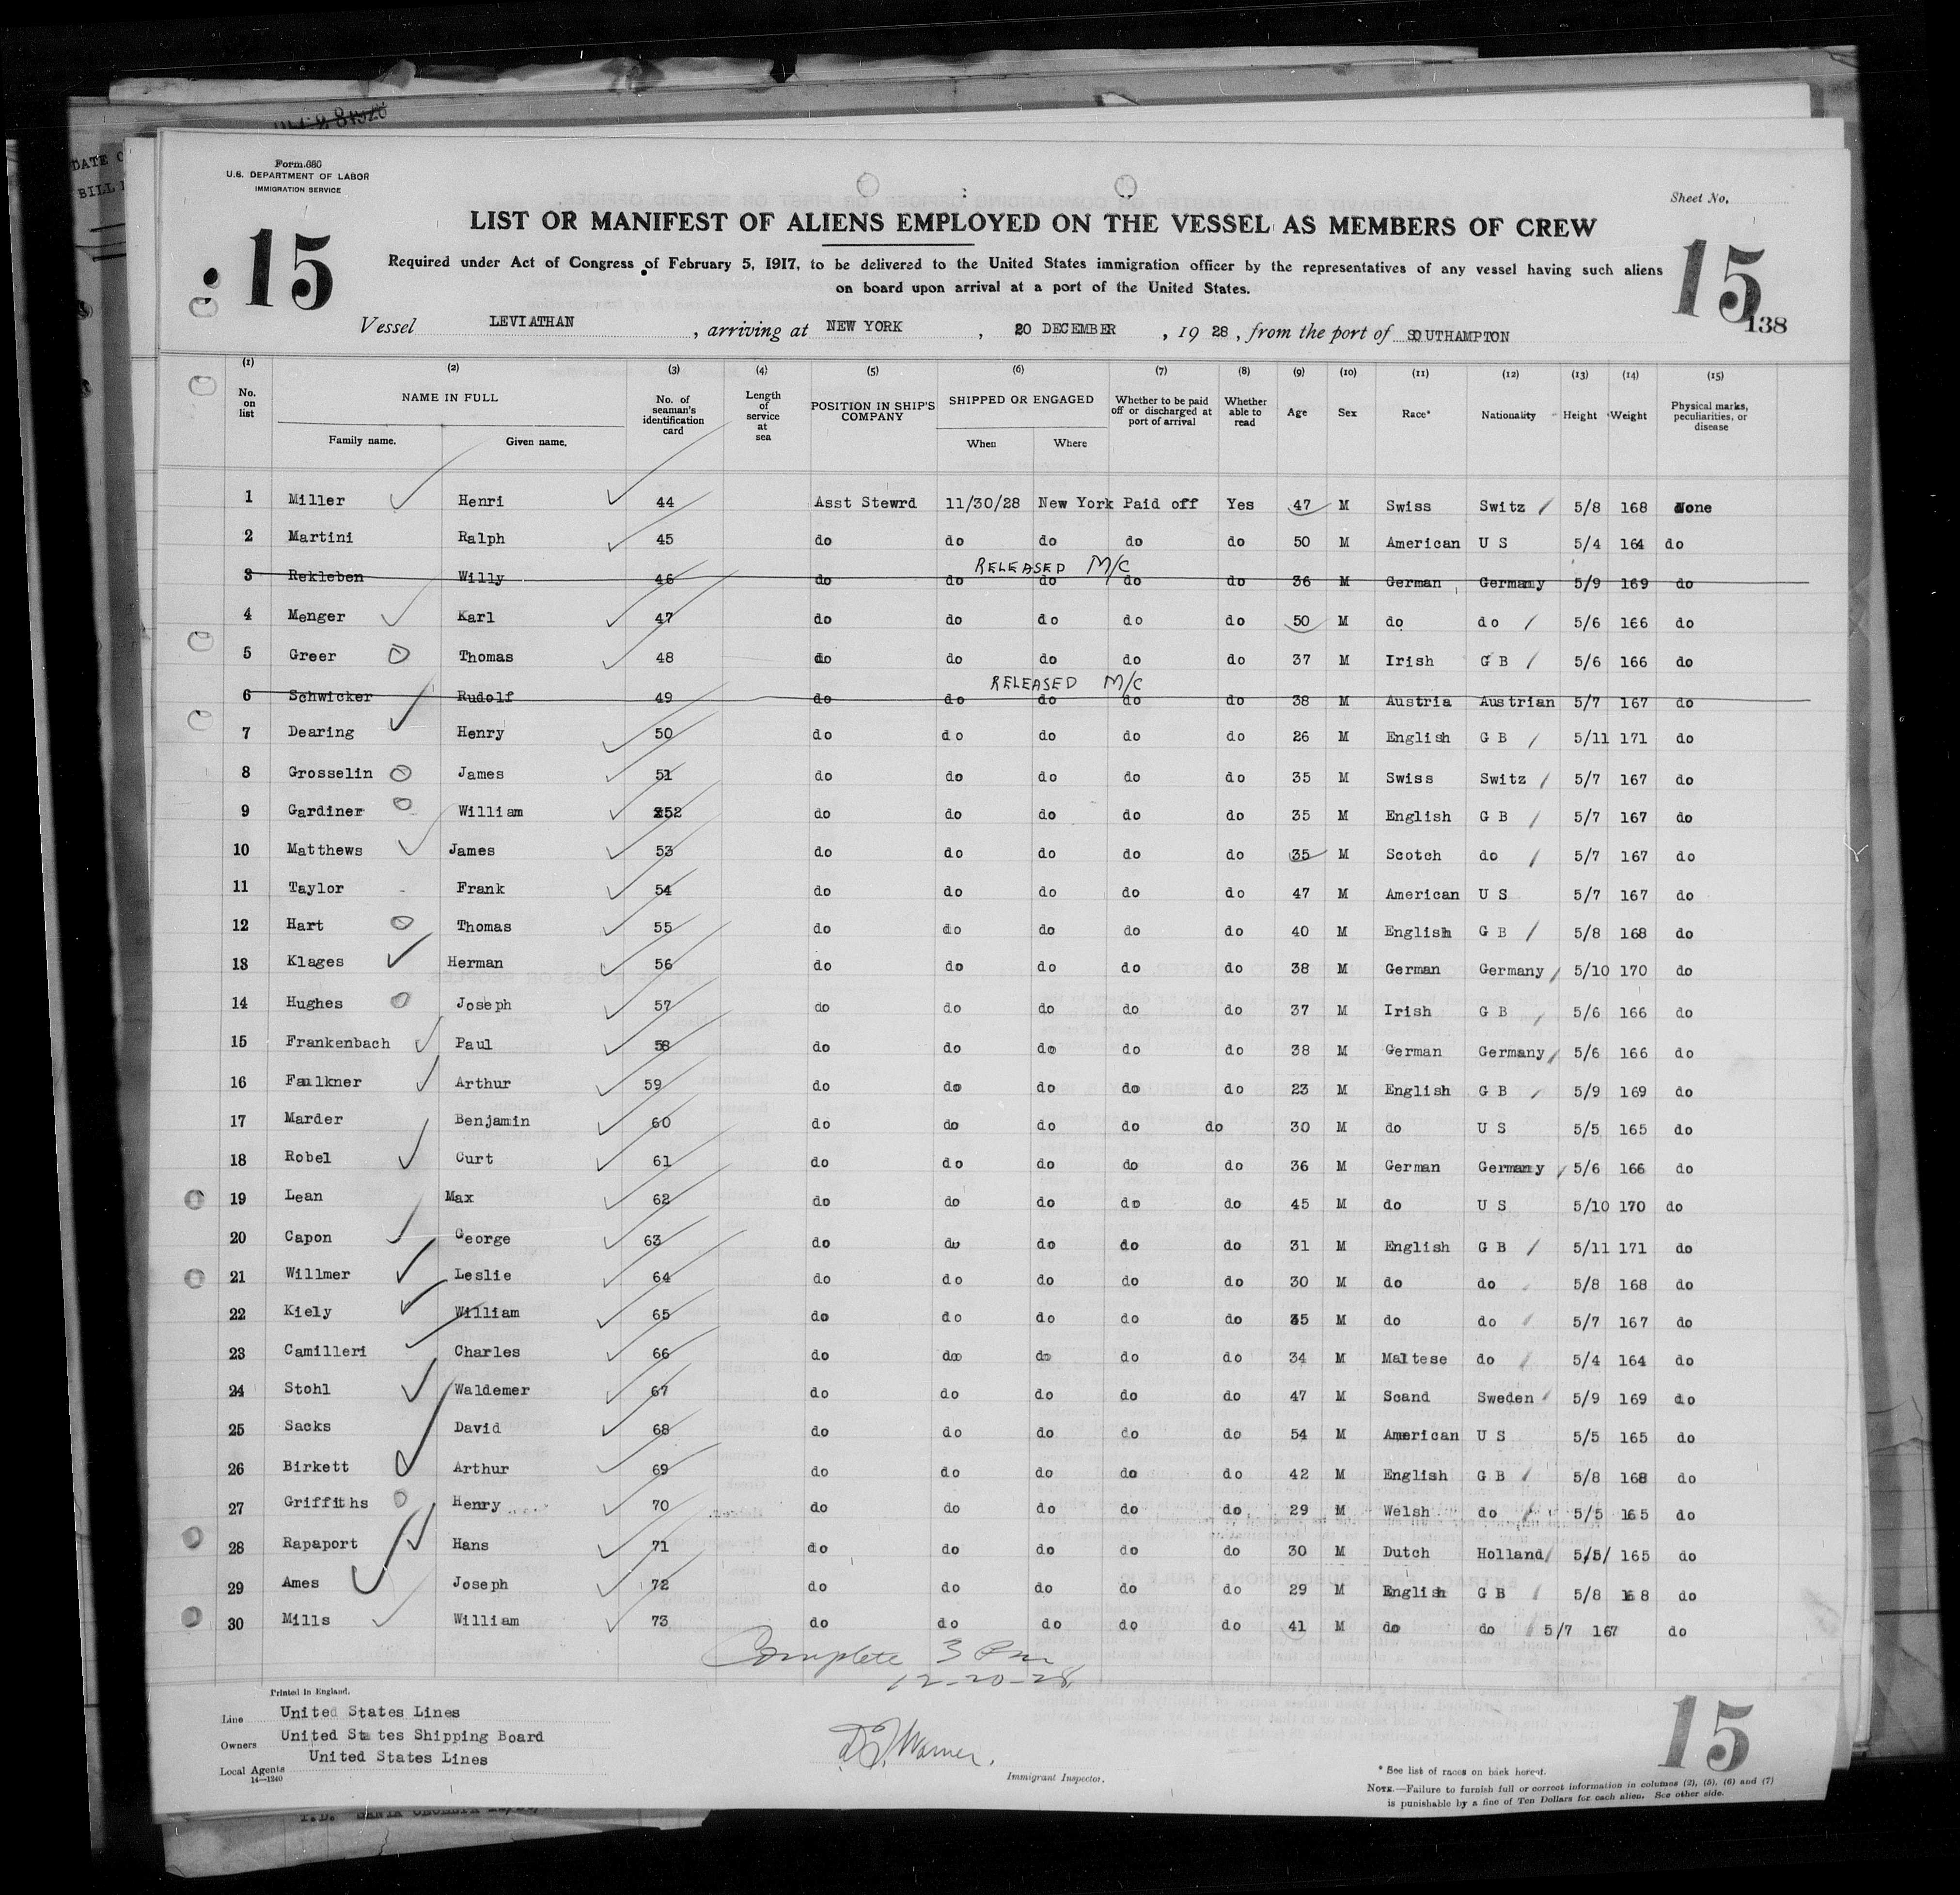 DEC 28 1928
DATE O
BILL
Form 680
U.S. DEPARTMENT OF LABOR
IMMIGRATION SERVICE
Sheet No.
LIST OR MANIFEST OF ALIENS EMPLOYED ON THE VESSEL AS MEMBERS OF CREW
15
15
138
Required under Act of Congress of February 5, 1917, to be delivered to the United States immigration officer by the representatives of any vessel having such aliens
on board upon arrival at a port of the United States.
Vessel LEVIATHAN, arriving at NEW YORK, 20 DECEMBER, 1928, from the port of SOUTHAMPTON
(1) (2) (3) (4) (5) (6) (7) (8) (9) (10) (11) (12) (13) (14) (15)
No. on list NAME IN FULL Family name. Given name. No. of seaman's identification card Length of service at sea POSITION IN SHIP'S COMPANY SHIPPED OR ENGAGED When Where Whether to be paid off or discharged at port of arrival Whether able to read Age Sex Race* Nationality Height Weight Physical marks, peculiarities, or disease
1 Miller Henri 44 Asst Stewrd 11/30/28 New York Paid off Yes 47 M Swiss Switz 5/8 168 None
2 Martini Ralph 45 do do do do do 50 M American U S 5/4 164 do
RELEASED M/C
3 Rekleben Willy 46 do do do do do 36 M German Germany 5/9 169 do
4 Menger Karl 47 do do do do do 50 M do do 5/6 166 do
5 Greer Thomas 48 do do do do do 37 M Irish G B 5/6 166 do
RELEASED M/C
6 Schwicker Rudolf 49 do do do do do 38 M Austria Austrian 5/7 167 do
7 Dearing Henry 50 do do do do do 26 M English G B 5/11 171 do
8 Grosselin James 51 do do do do do 35 M Swiss Switz 5/7 167 do
9 Gardiner William 252 do do do do do 35 M English G B 5/7 167 do
10 Matthews James 53 do do do do do 35 M Scotch do 5/7 167 do
11 Taylor Frank 54 do do do do do 47 M American U S 5/7 167 do
12 Hart Thomas 55 do do do do do 40 M English G B 5/8 168 do
13 Klages Herman 56 do do do do do 38 M German Germany 5/10 170 do
14 Hughes Joseph 57 do do do do do 37 M Irish G B 5/6 166 do
15 Frankenbach Paul 58 do do do do do 38 M German Germany 5/6 166 do
16 Faulkner Arthur 59 do do do do do 23 M English G B 5/9 169 do
17 Marder Benjamin 60 do do do do do 30 M do U S 5/5 165 do
18 Robel Curt 61 do do do do do 36 M German Germany 5/6 166 do
19 Lean Max 62 do do do do do 45 M do U S 5/10 170 do
20 Capon George 63 do do do do do 31 M English G B 5/11 171 do
21 Willmer Leslie 64 do do do do do 30 M do do 5/8 168 do
22 Kiely William 65 do do do do do 35 M do do 5/7 167 do
23 Camilleri Charles 66 do do do do do 34 M Maltese do 5/4 164 do
24 Stohl Waldemer 67 do do do do do 47 M Scand Sweden 5/9 169 do
25 Sacks David 68 do do do do do 54 M American U S 5/5 165 do
26 Birkett Arthur 69 do do do do do 42 M English G B 5/8 168 do
27 Griffiths Henry 70 do do do do do 29 M Welsh do 5/5 165 do
28 Rapaport Hans 71 do do do do do 30 M Dutch Holland 5/5/ 165 do
29 Ames Joseph 72 do do do do do 29 M English G B 5/8 168 do
30 Mills William 73 do do do do do 41 M do do 5/7 167 do
Complete 3 Pm
12-20-28
Printed in England.
Line United States Lines
Owners United States Shipping Board
Local Agents United States Lines
14—1240
D.J. Warner.
Immigrant Inspector.
15
* See list of races on back hereof.
NOTE.—Failure to furnish full or correct information in columns (2), (5), (6) and (7)
is punishable by a fine of Ten Dollars for each alien. See other side.